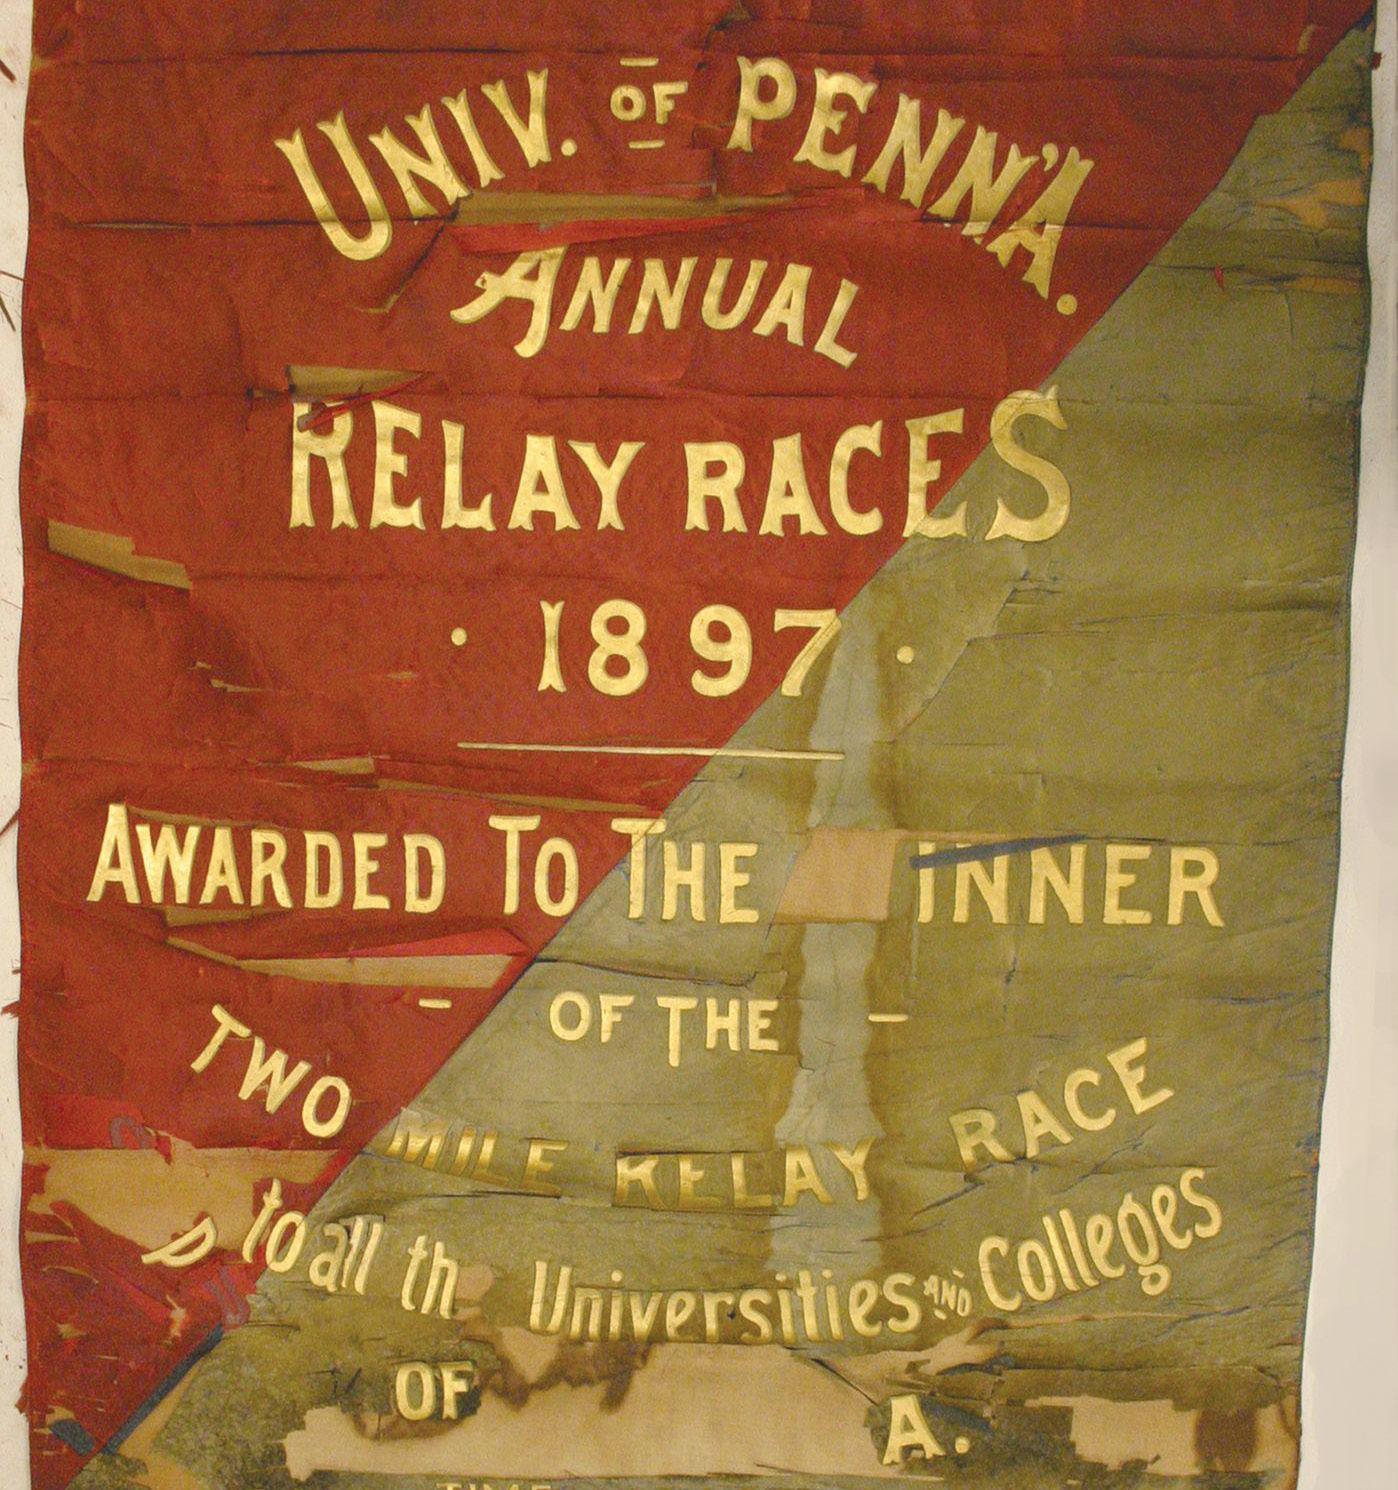 UNIV. OF PENN'A.
ANNUAL
RELAY RACES
· 1897 ·
AWARDED TO THE INNER
– OF THE –
TWO MILE RELAY RACE
to all th Universities AND Colleges
OF A.
TIME